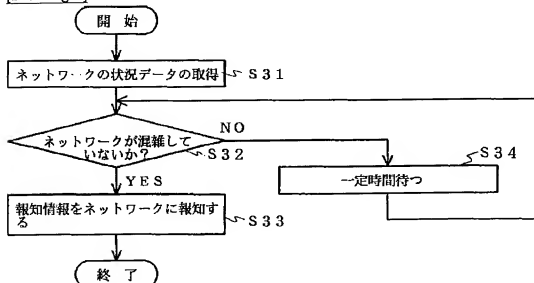 開 始
ネットワークの状況データの取得
S31
ネットワークが混雑して
いないか?
NO
S32
S34
一定時間待つ
YES
報知情報をネットワークに報知す
る
S33
終 了